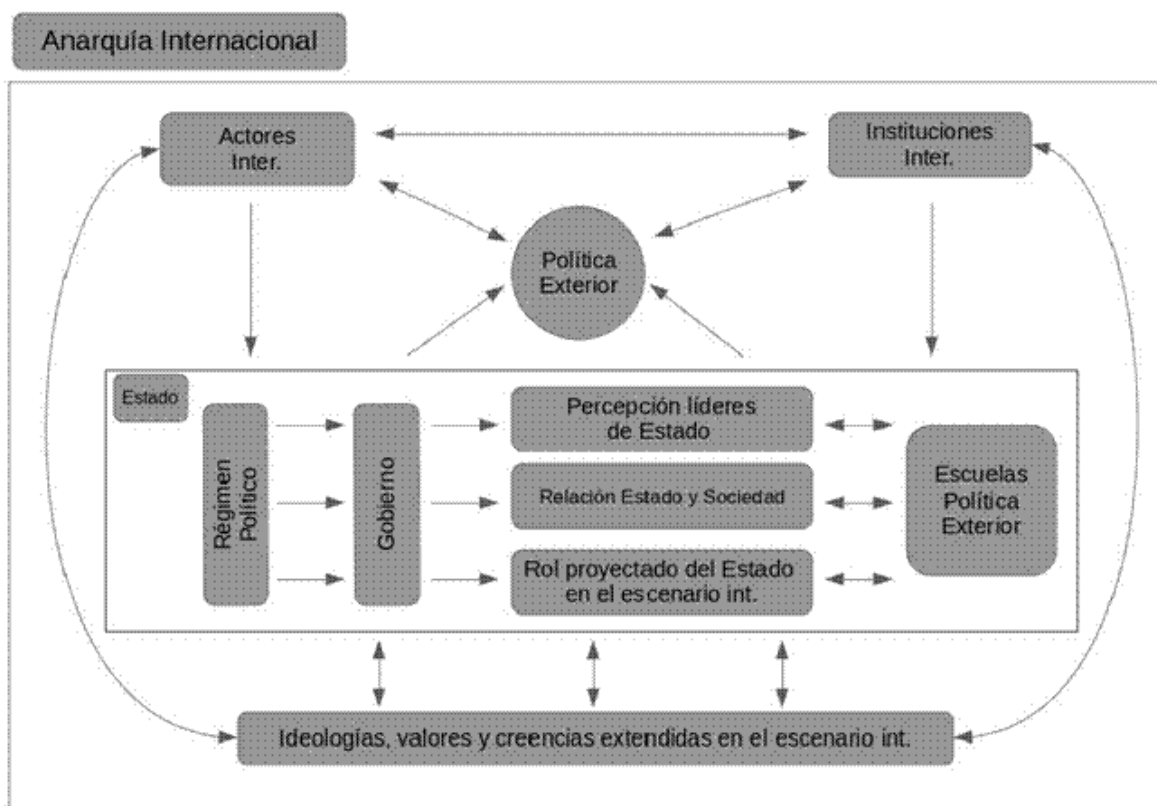 Anarquía Internacional
Actores
Inter.
Instituciones
Inter.
Política
Exterior
Estado
Régimen
Político
Gobierno
Percepción líderes
de Estado
Relación Estado y Sociedad
Rol proyectado del Estado
en el escenario int.
Escuelas
Política
Exterior
Ideologías, valores y creencias extendidas en el escenario int.